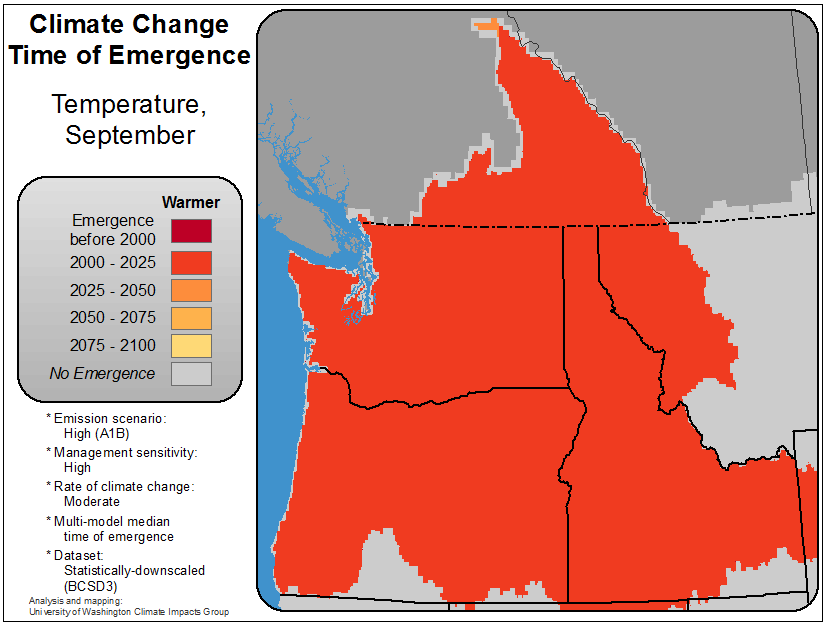 Climate Change
Time of Emergence
Temperature,
September
Warmer
Emergence
before 2000
2000 - 2025
2025 - 2050
2050 - 2075
2075 - 2100
No Emergence
* Emission scenario:
High (A1B)
* Management sensitivity:
High
* Rate of climate change:
Moderate
* Multi-model median
time of emergence
* Dataset:
Statistically-downscaled
(BCSD3)
Analysis and mapping:
University of Washington Climate Impacts Group